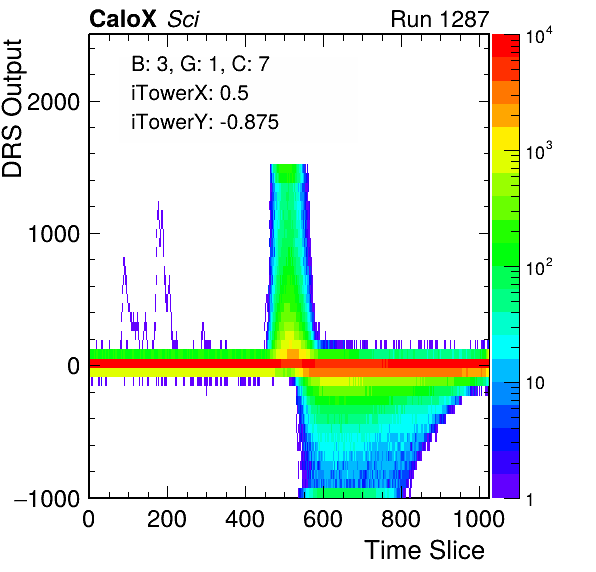 CaloX Sci Run 1287
DRS Output
B: 3, G: 1, C: 7
iTowerX: 0.5
iTowerY: -0.875
2000
1000
0
−1000
0 200 400 600 800 1000
Time Slice
10⁴
10³
10²
10
1